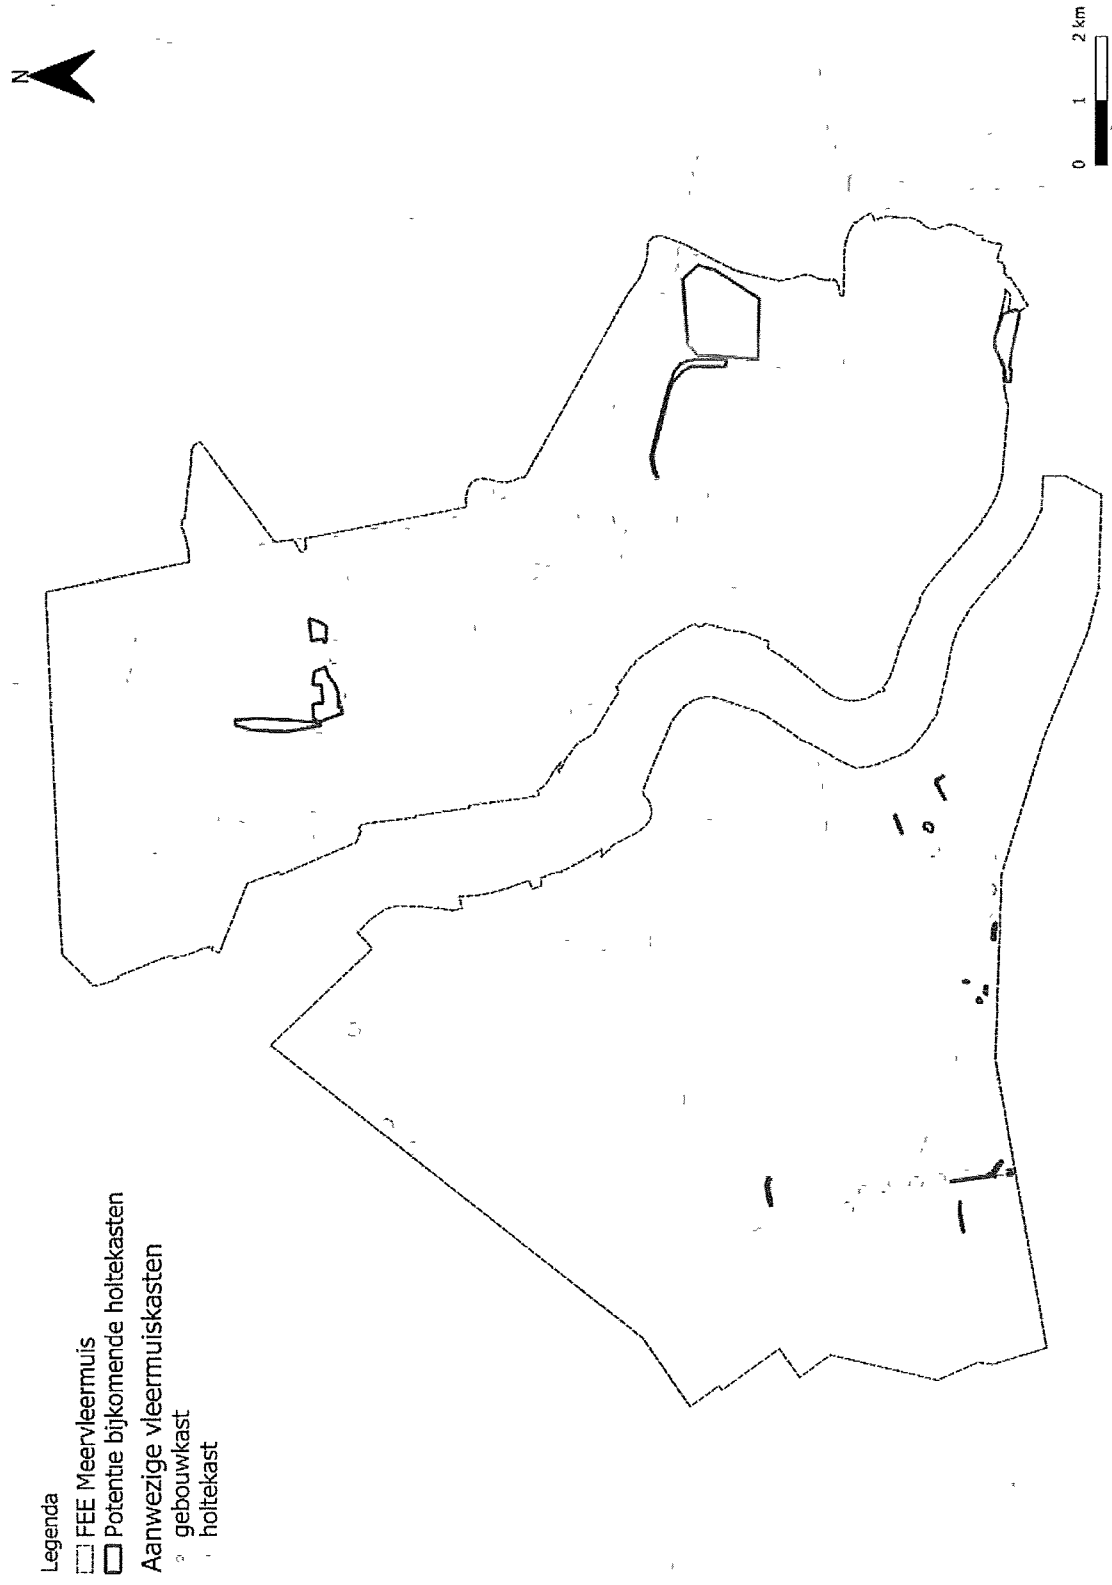 Legenda
FEE Meervleermuis
Potentie bijkomende holtekasten
Aanwezige vleermuiskasten
gebouwkast
holtekast
N
0 1 2 km